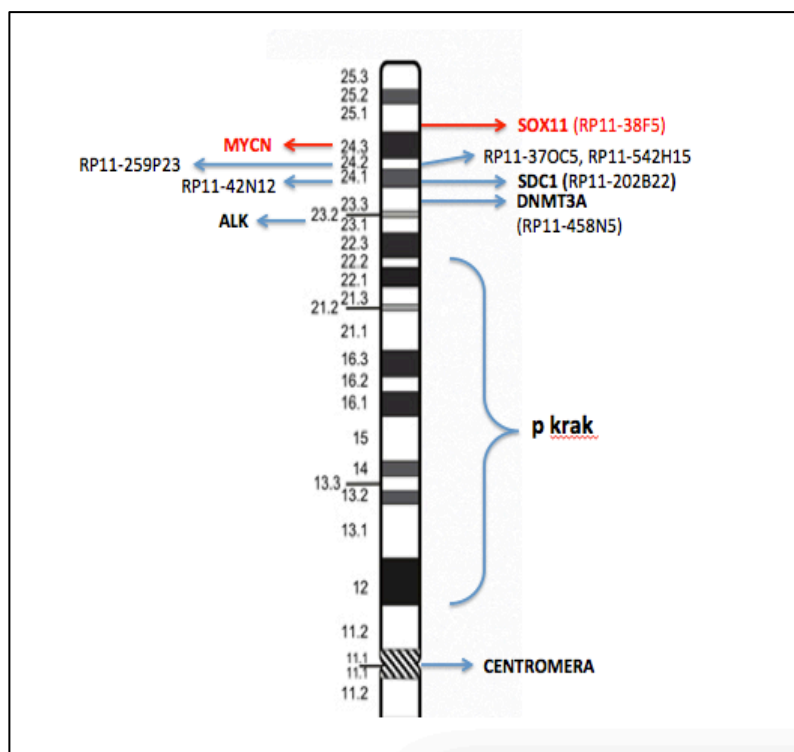 25.3
25.2
25.1
SOX11 (RP11-38F5)
MYCN
24.3
RP11-259P23
24.2
RP11-37OC5, RP11-542H15
RP11-42N12
24.1
SDC1 (RP11-202B22)
23.3
DNMT3A
ALK
23.2
23.1
(RP11-458N5)
22.3
22.2
22.1
21.3
21.2
21.1
16.3
16.2
16.1
p krak
15
14
13.3
13.2
13.1
12
11.2
11.1
CENTROMERA
11.1
11.2